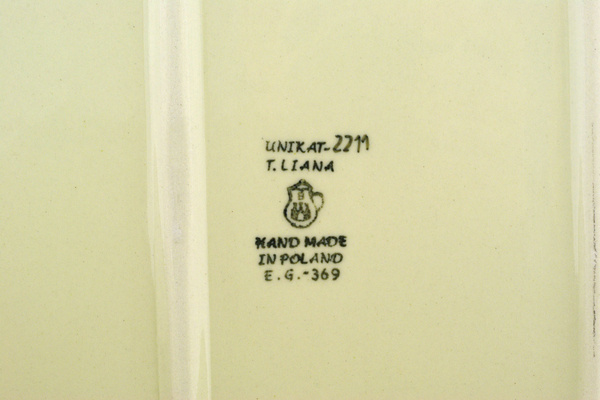 UNIKAT-2211
T. LIANA
HAND MADE
IN POLAND
E.G.-369